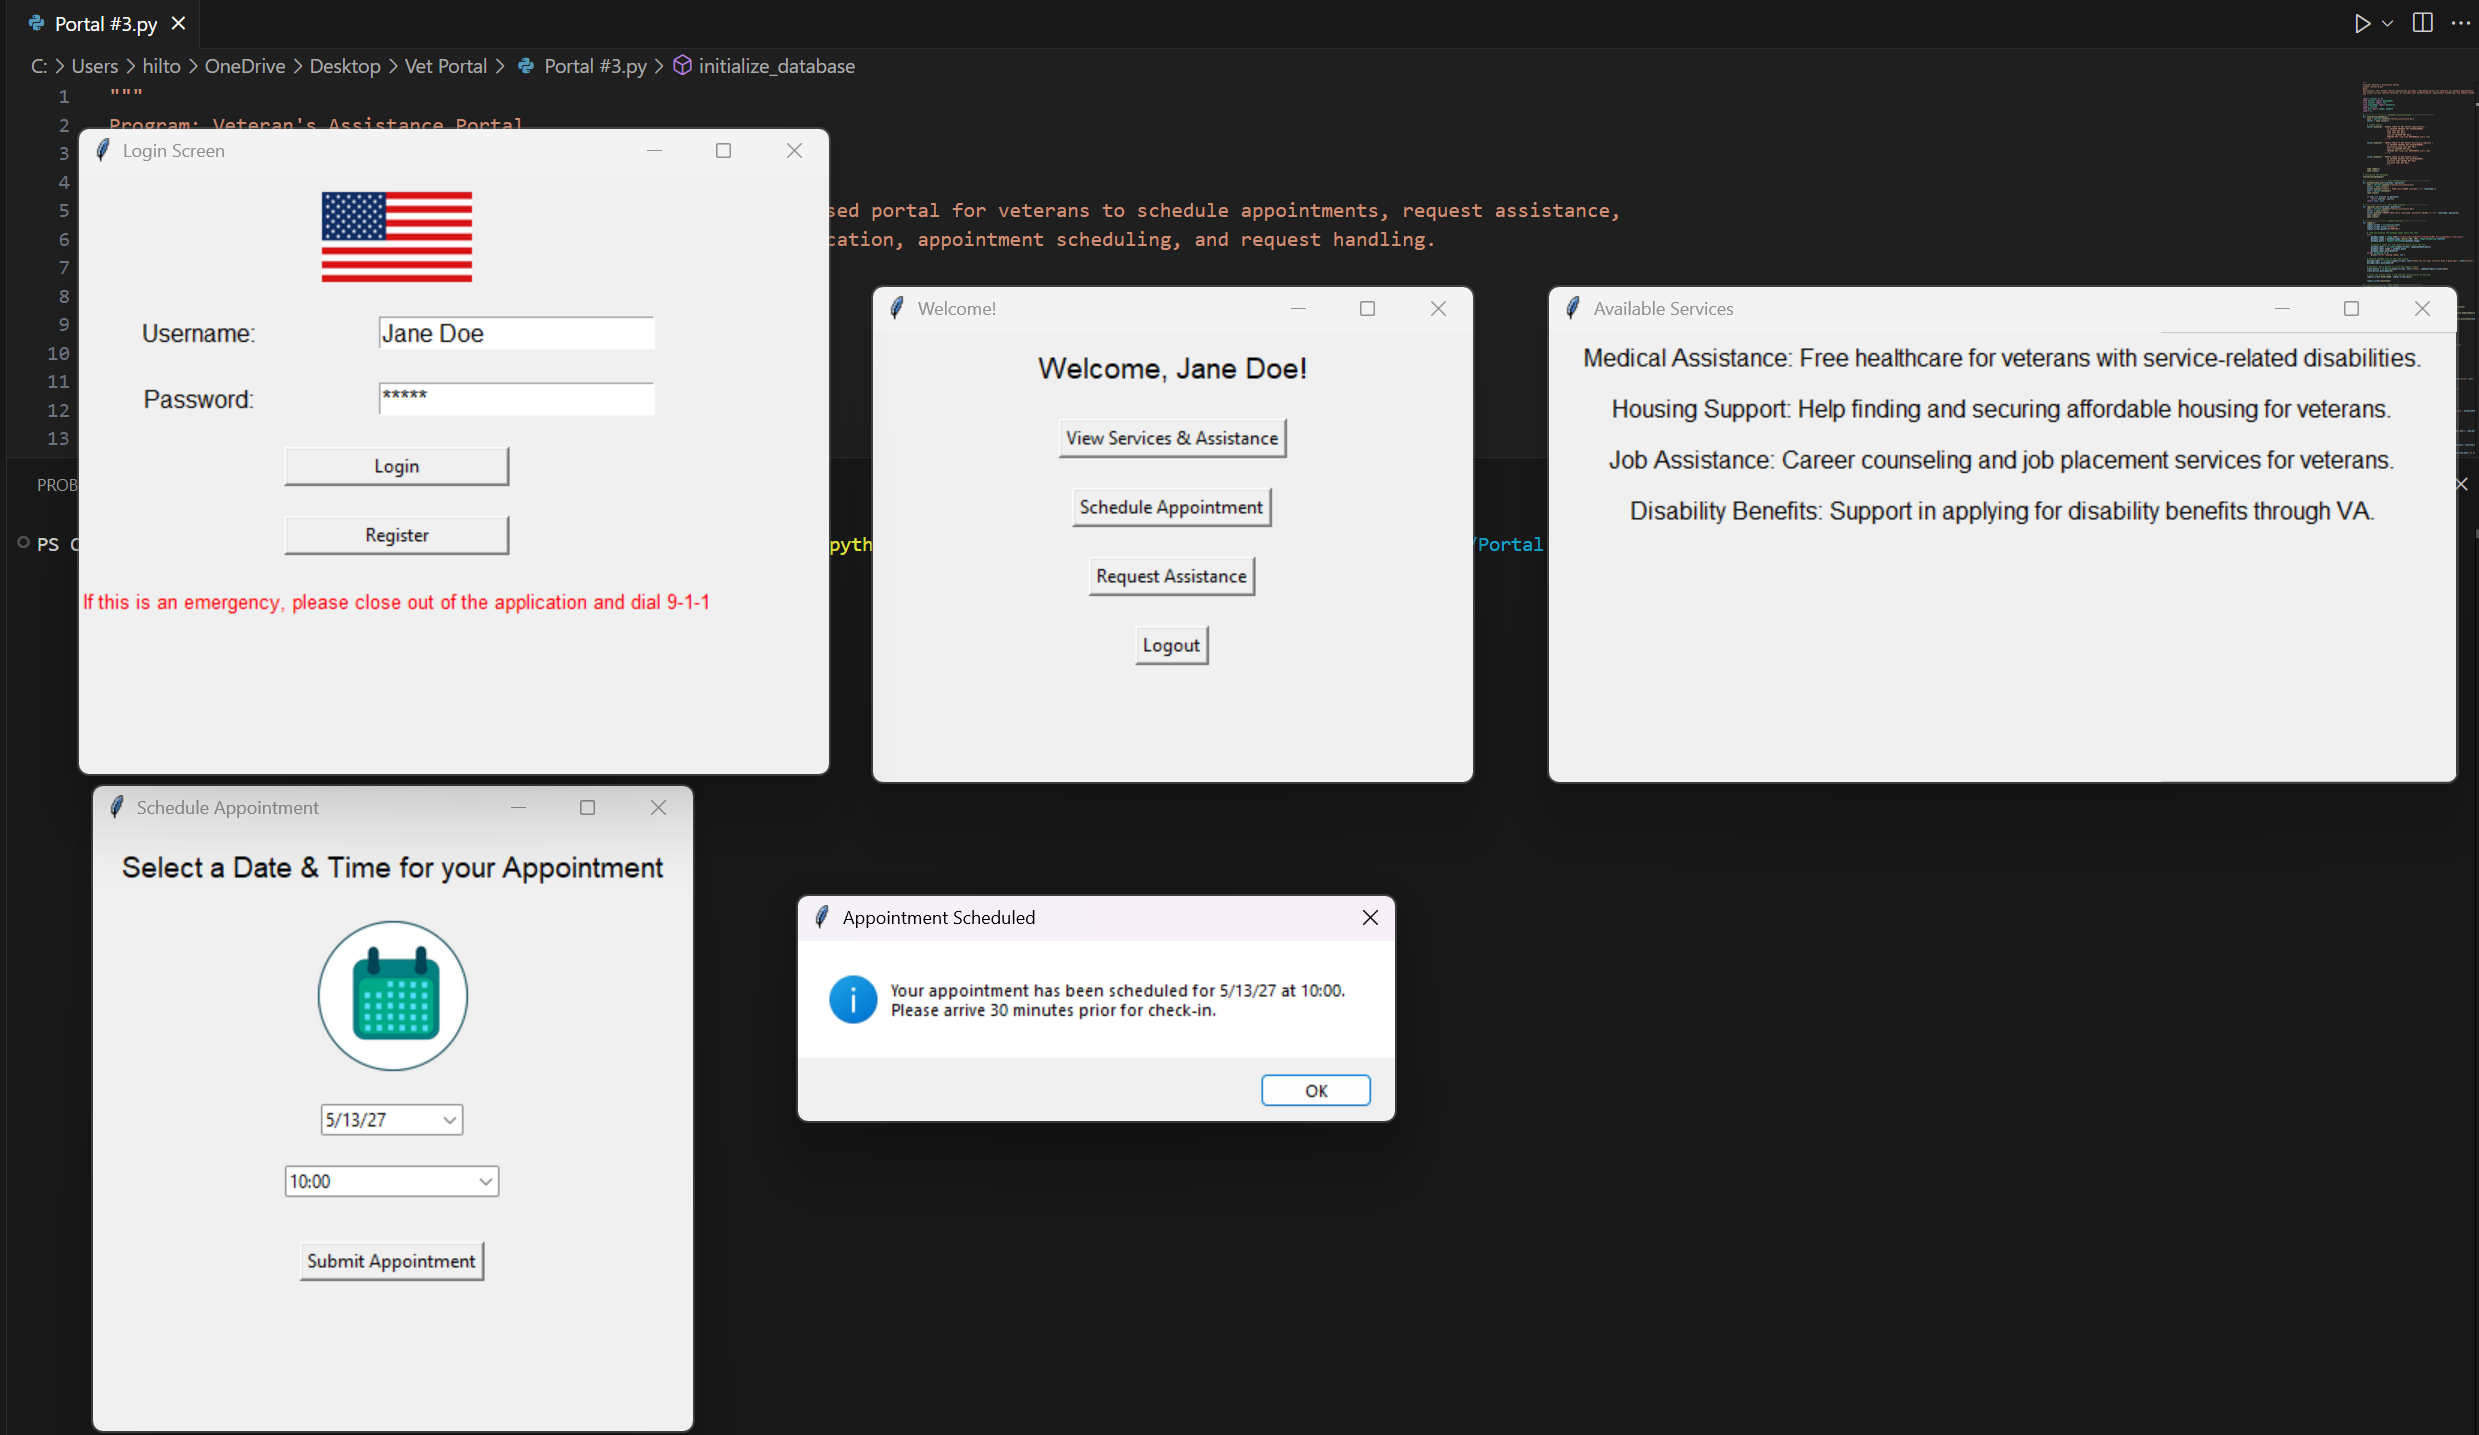 Portal #3.py
C: > Users > hilto > OneDrive > Desktop > Vet Portal > Portal #3.py > initialize_database
1 """
2 Program: Veteran's Assistance Portal
3
4
5 sed portal for veterans to schedule appointments, request assistance,
6 cation, appointment scheduling, and request handling.
7
8
9
10
11
12
13
PROB
PS C
pyth
/Portal
Login Screen
Username: Jane Doe
Password: *****
Login
Register
If this is an emergency, please close out of the application and dial 9-1-1
Welcome!
Welcome, Jane Doe!
View Services & Assistance
Schedule Appointment
Request Assistance
Logout
Available Services
Medical Assistance: Free healthcare for veterans with service-related disabilities.
Housing Support: Help finding and securing affordable housing for veterans.
Job Assistance: Career counseling and job placement services for veterans.
Disability Benefits: Support in applying for disability benefits through VA.
Schedule Appointment
Select a Date & Time for your Appointment
5/13/27
10:00
Submit Appointment
Appointment Scheduled
Your appointment has been scheduled for 5/13/27 at 10:00.
Please arrive 30 minutes prior for check-in.
OK